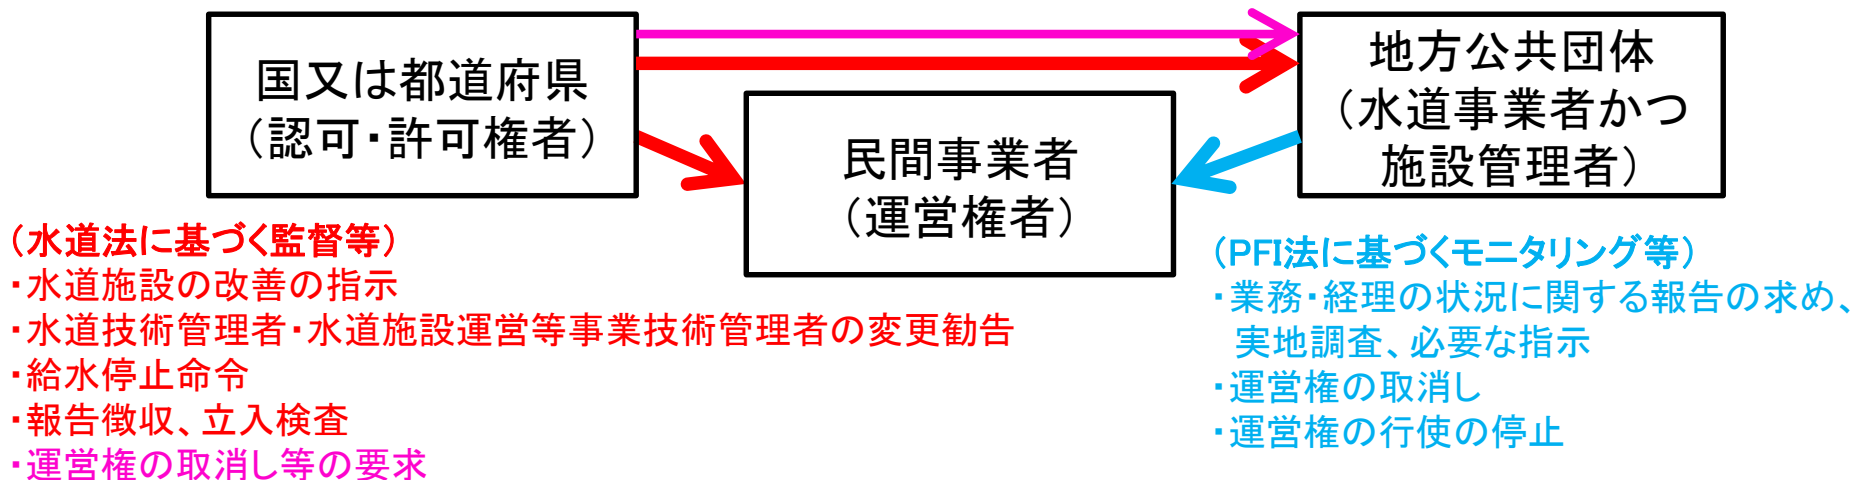 国又は都道府県
（認可・許可権者）
民間事業者
（運営権者）
地方公共団体
（水道事業者かつ
施設管理者）
（水道法に基づく監督等）
・水道施設の改善の指示
・水道技術管理者・水道施設運営等事業技術管理者の変更勧告
・給水停止命令
・報告徴収、立入検査
・運営権の取消し等の要求
（PFI法に基づくモニタリング等）
・業務・経理の状況に関する報告の求め、
実地調査、必要な指示
・運営権の取消し
・運営権の行使の停止